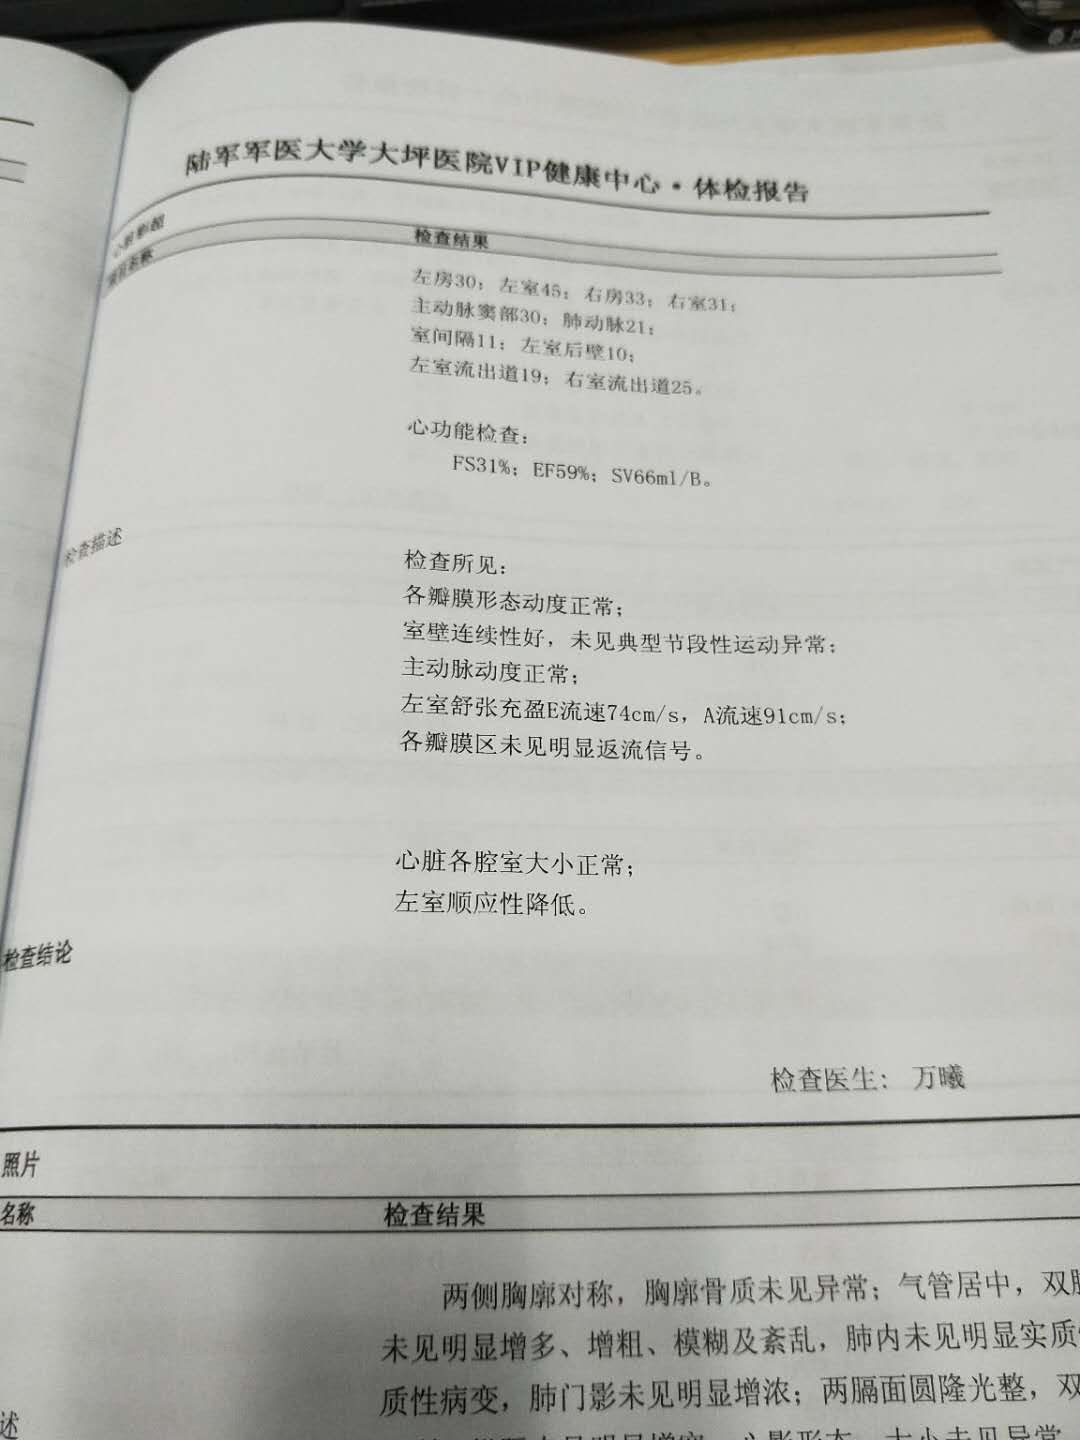 陆军军医大学大坪医院VIP健康中心·体检报告
心脏彩超
项目名称 检查结果
左房30；左室45；右房33；右室31；
主动脉窦部30；肺动脉21；
室间隔11；左室后壁10；
左室流出道19；右室流出道25。
心功能检查：
FS31%；EF59%；SV66ml/B。
检查描述
检查所见：
各瓣膜形态动度正常；
室壁连续性好，未见典型节段性运动异常；
主动脉动度正常；
左室舒张充盈E流速74cm/s，A流速91cm/s；
各瓣膜区未见明显返流信号。
心脏各腔室大小正常；
左室顺应性降低。
检查结论
检查医生： 万曦
照片
名称 检查结果
两侧胸廓对称，胸廓骨质未见异常；气管居中，双肺
未见明显增多、增粗、模糊及紊乱，肺内未见明显实质
质性病变，肺门影未见明显增浓；两膈面圆隆光整，双
述